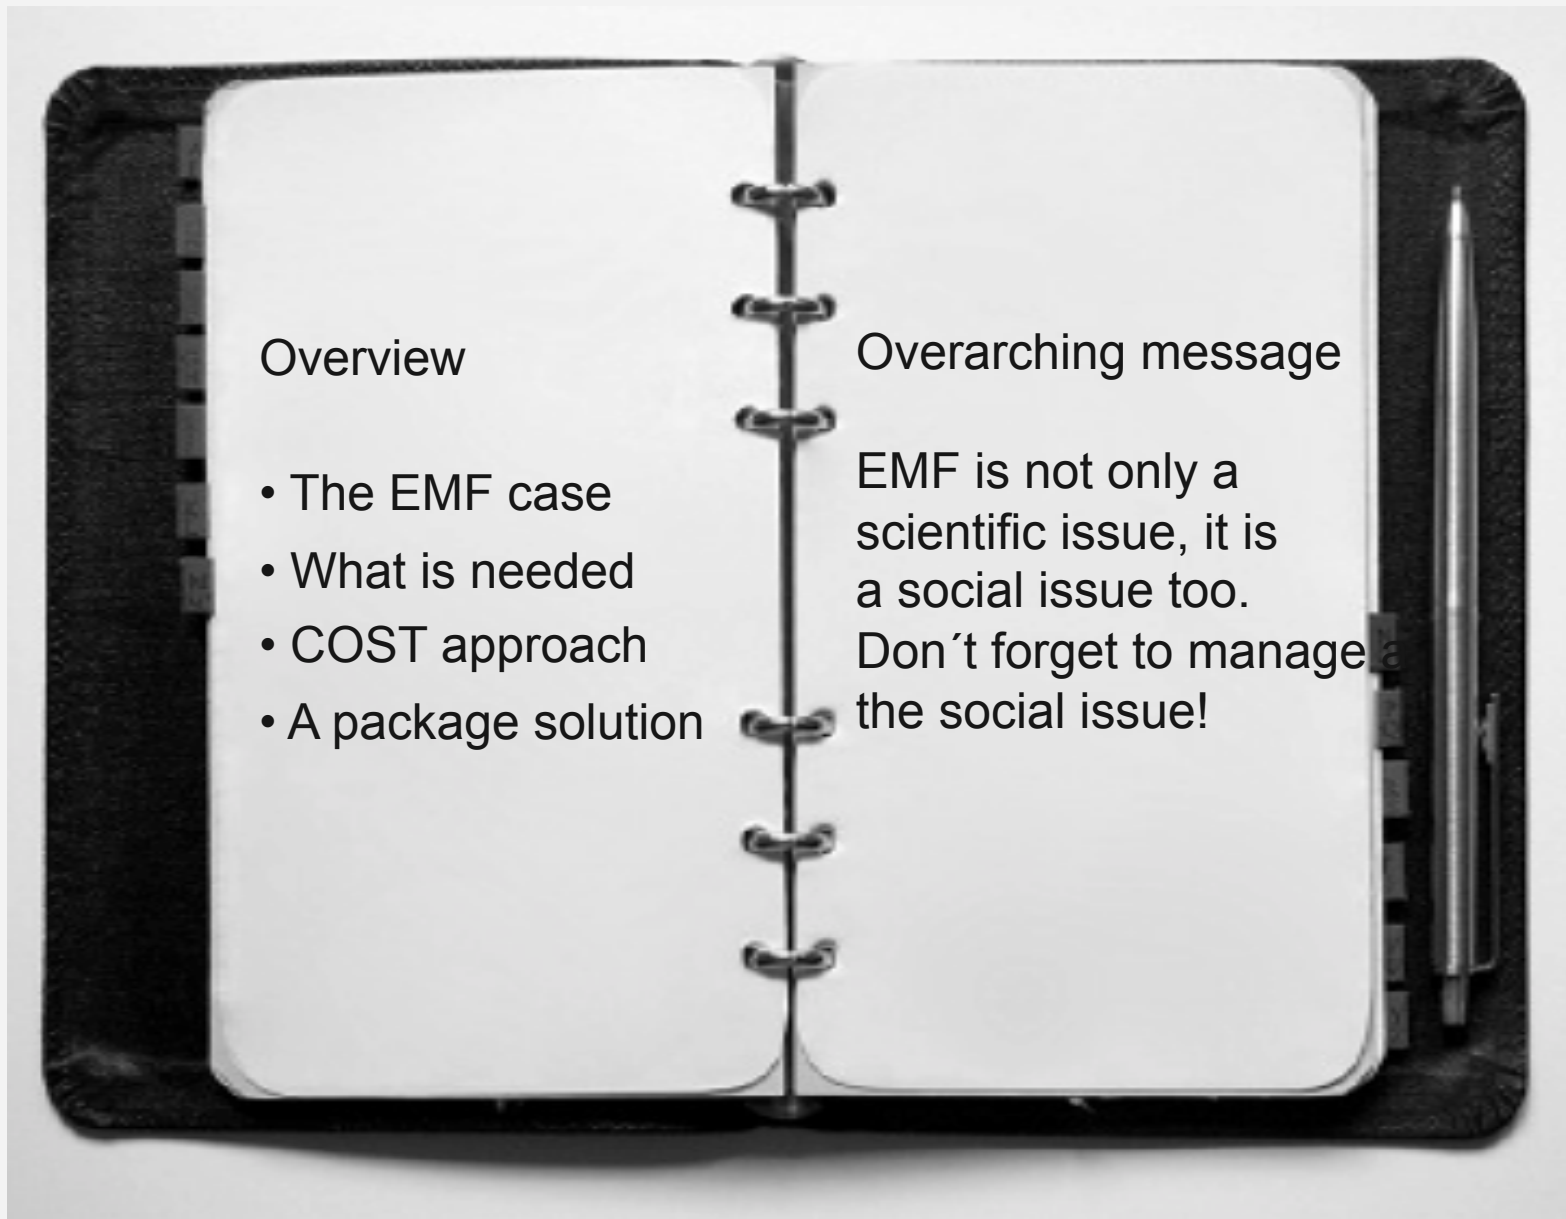 Overview
• The EMF case
• What is needed
• COST approach
• A package solution
Overarching message
EMF is not only a
scientific issue, it is
a social issue too.
Don´t forget to manage a
the social issue!